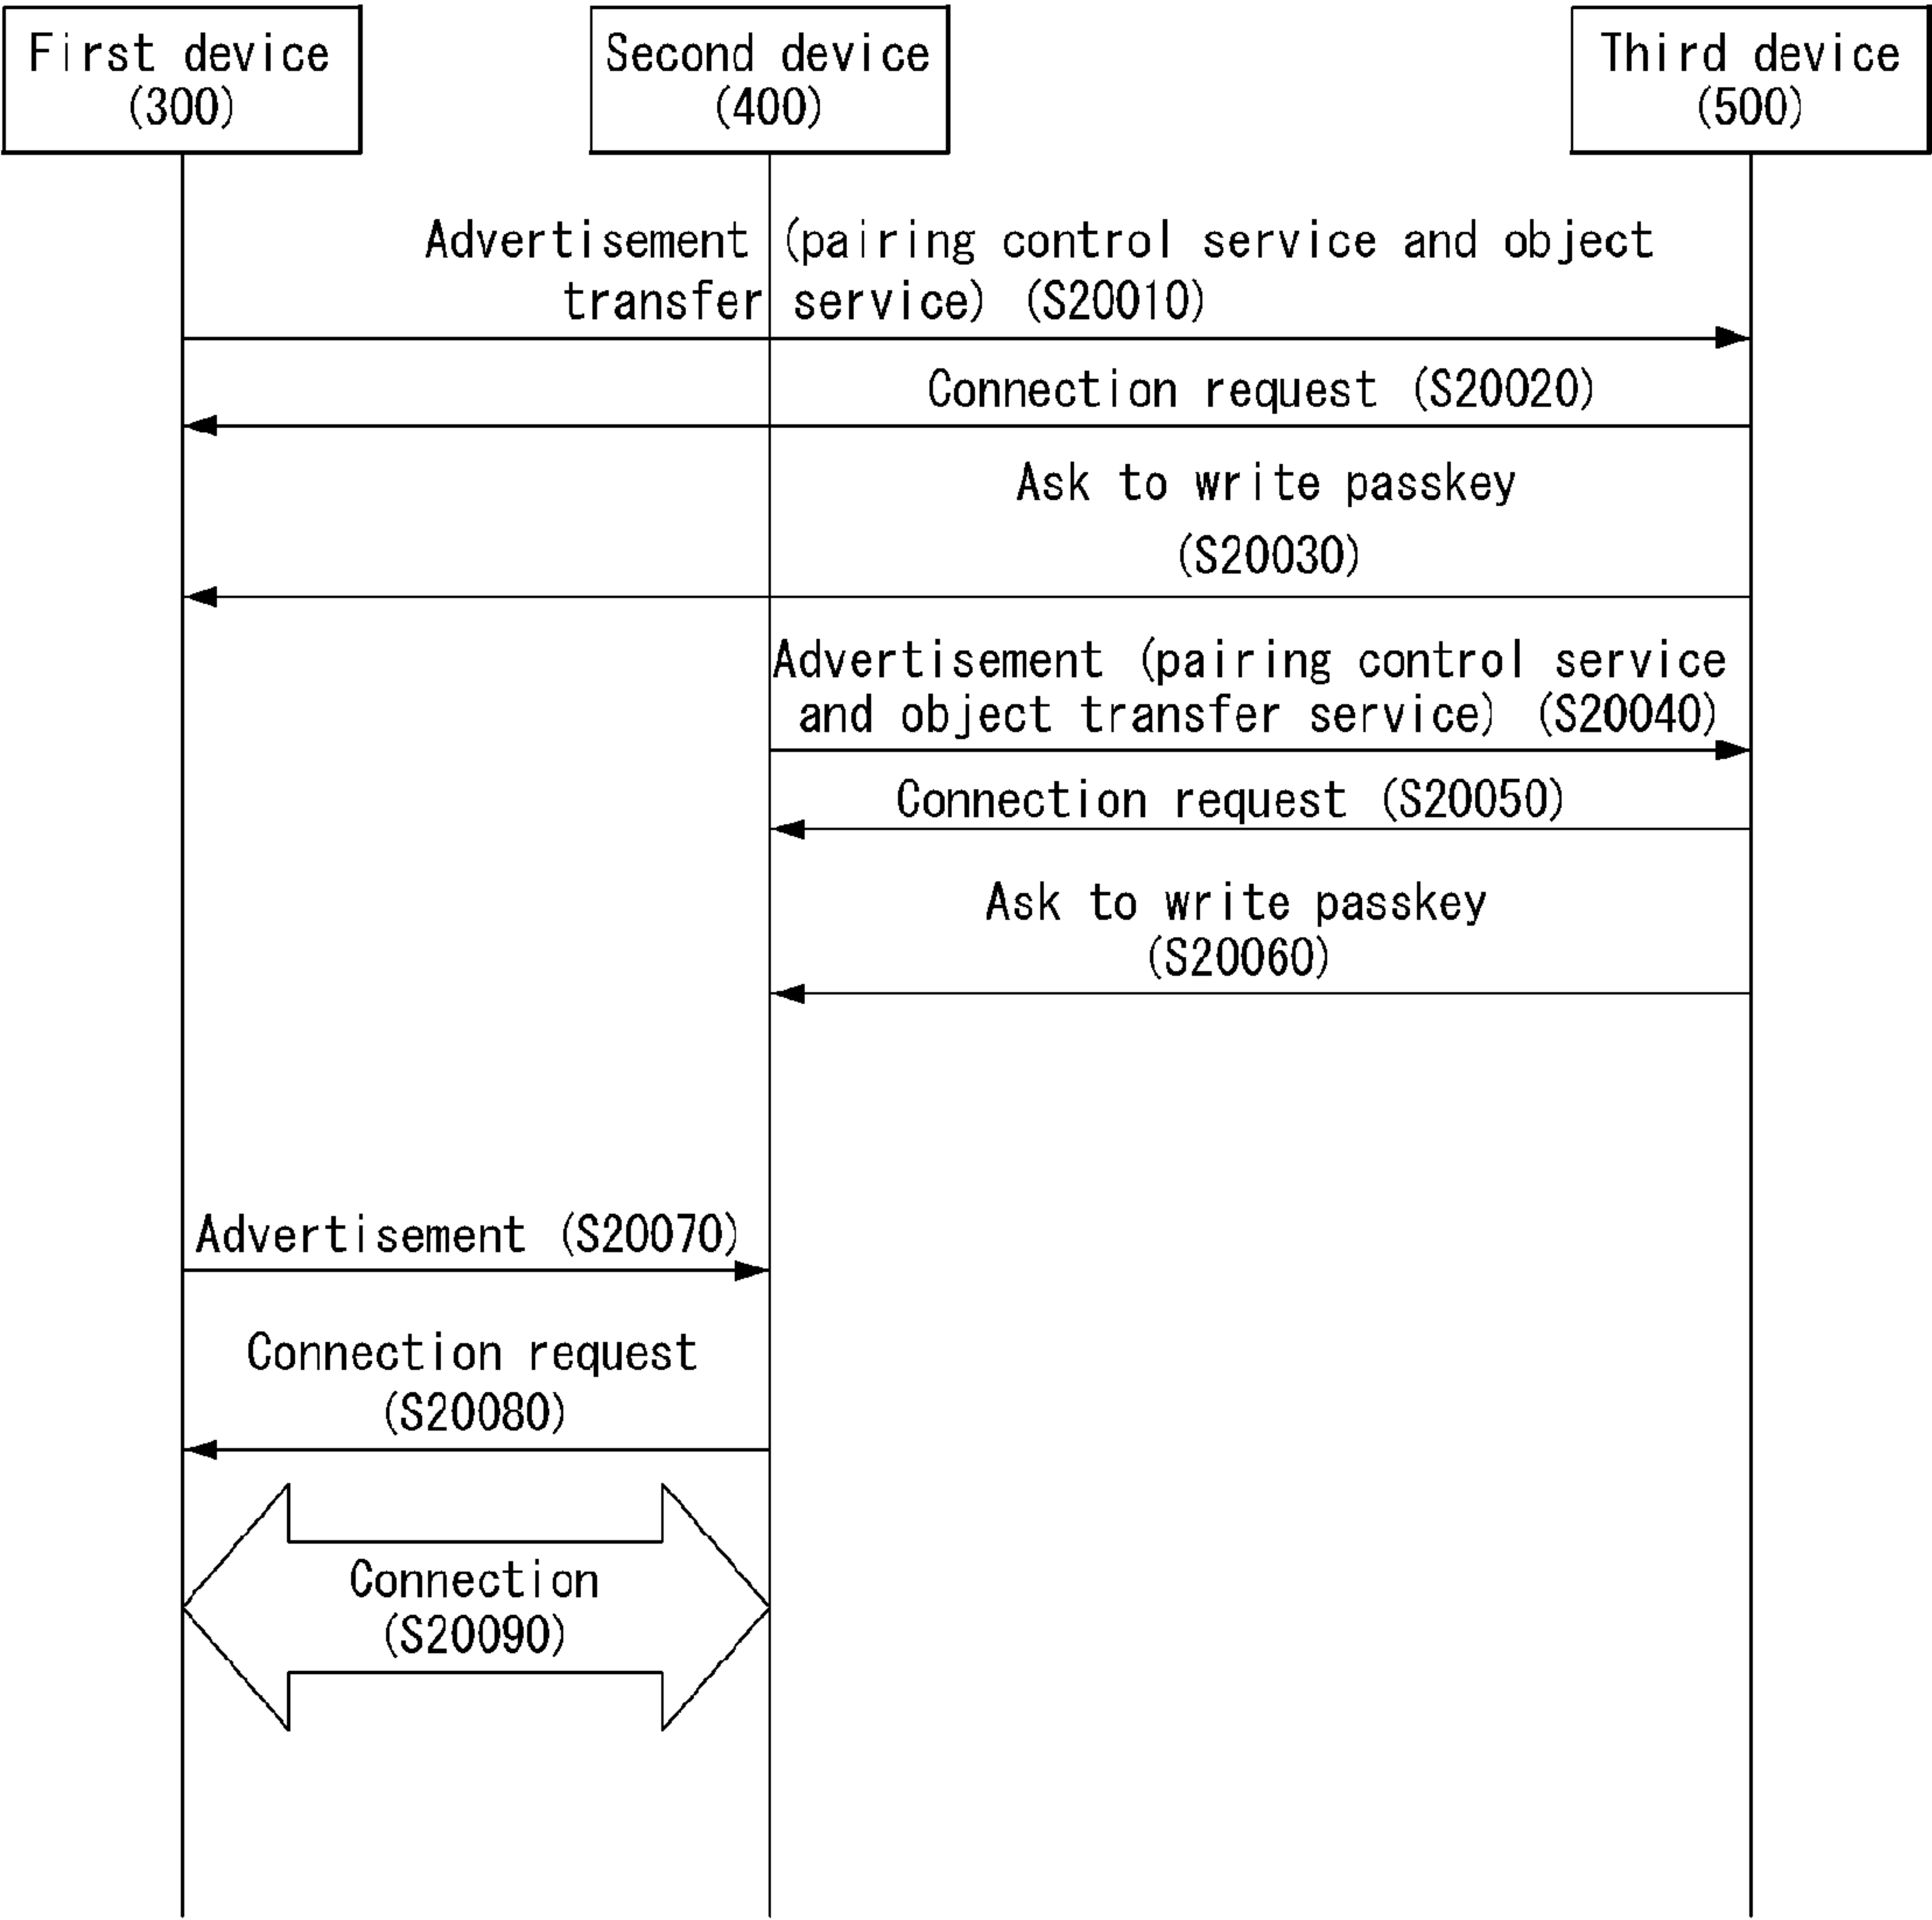 First device
(300)
Second device
(400)
Third device
(500)
Advertisement (pairing control service and object
transfer service) (S20010)
Connection request (S20020)
Ask to write passkey
(S20030)
Advertisement (pairing control service
and object transfer service) (S20040)
Connection request (S20050)
Ask to write passkey
(S20060)
Advertisement (S20070)
Connection request
(S20080)
Connection
(S20090)